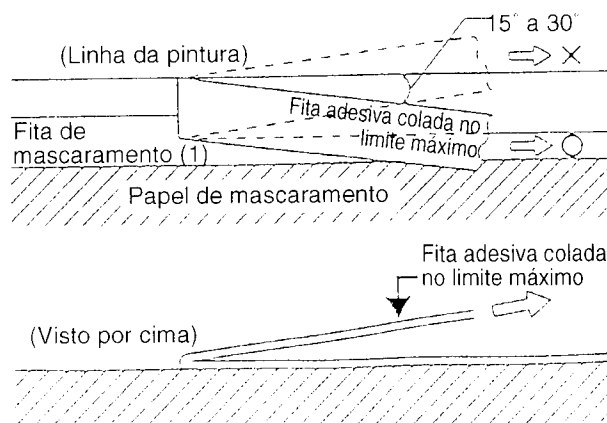 15° a 30°
(Linha da pintura)
Fita adesiva colada no
limite máximo
Fita de
mascaramento (1)
Papel de mascaramento
Fita adesiva colada
no limite máximo
(Visto por cima)